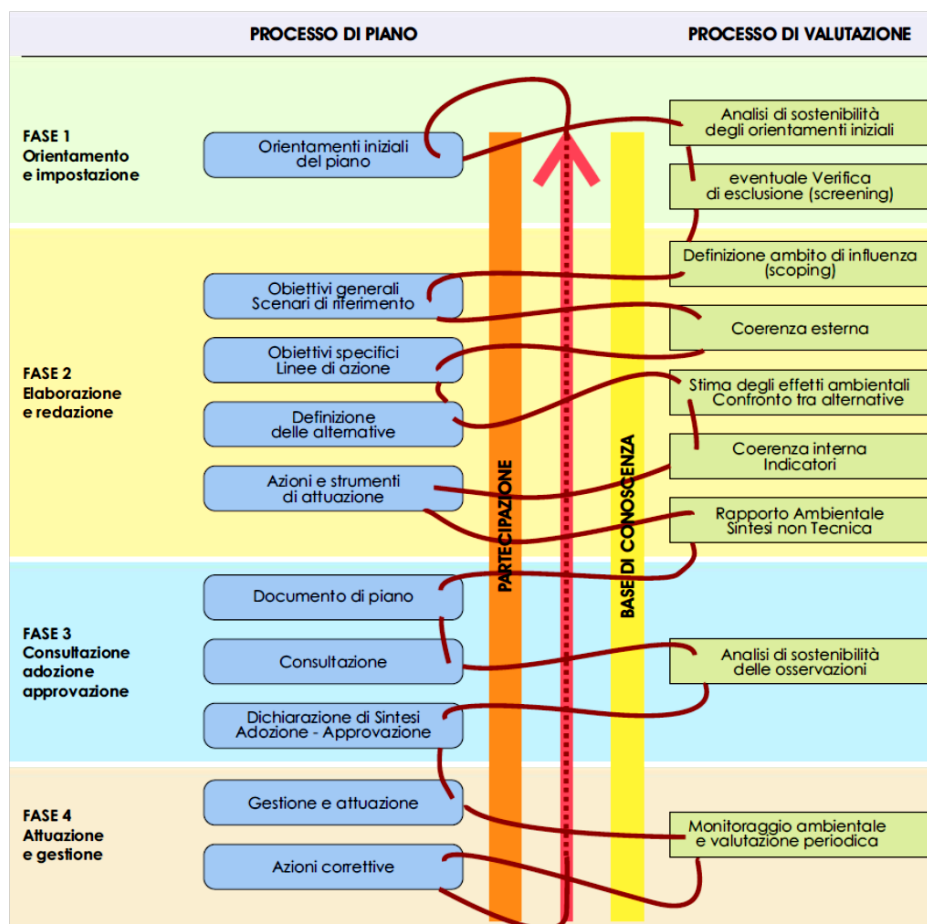 PROCESSO DI PIANO
PROCESSO DI VALUTAZIONE
FASE 1
Orientamento
e impostazione
Orientamenti iniziali
del piano
Analisi di sostenibilità
degli orientamenti iniziali
eventuale Verifica
di esclusione (screening)
FASE 2
Elaborazione
e redazione
Obiettivi generali
Scenari di riferimento
Obiettivi specifici
Linee di azione
Definizione
delle alternative
Azioni e strumenti
di attuazione
Definizione ambito di influenza
(scoping)
Coerenza esterna
Stima degli effetti ambientali
Confronto tra alternative
Coerenza interna
Indicatori
Rapporto Ambientale
Sintesi non Tecnica
PARTECIPAZIONE
BASE DI CONOSCENZA
FASE 3
Consultazione
adozione
approvazione
Documento di piano
Consultazione
Dichiarazione di Sintesi
Adozione - Approvazione
Analisi di sostenibilità
delle osservazioni
FASE 4
Attuazione
e gestione
Gestione e attuazione
Azioni correttive
Monitoraggio ambientale
e valutazione periodica